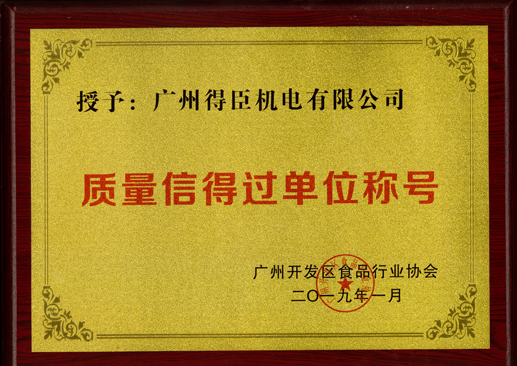 授予：广州得臣机电有限公司
质量信得过单位称号
广州开发区食品行业协会
二〇一九年一月